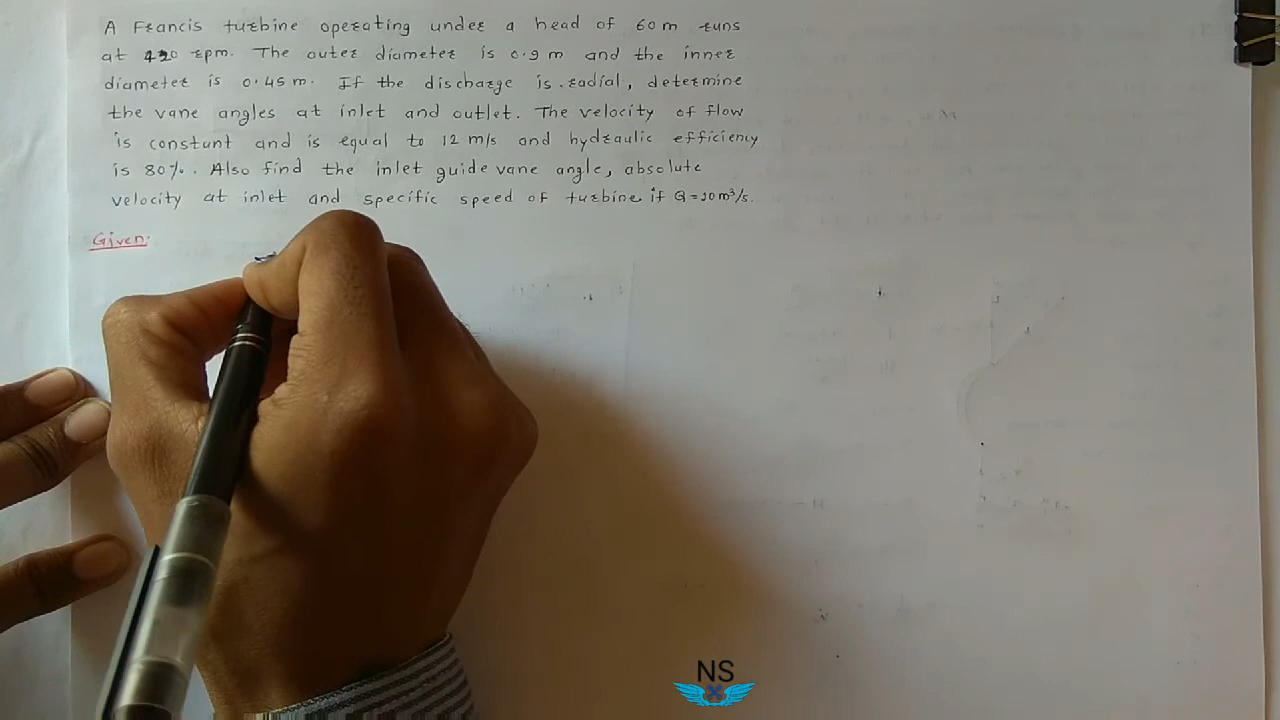 A Francis turbine operating under a head of 60 m runs
at 420 rpm. The outer diameter is 0.9 m and the inner
diameter is 0.45 m. If the discharge is radial, determine
the vane angles at inlet and outlet. The velocity of flow
is constant and is equal to 12 m/s and hydraulic efficiency
is 80%. Also find the inlet guide vane angle, absolute
velocity at inlet and specific speed of turbine if Q = 10 m³/s.
Given:
NS